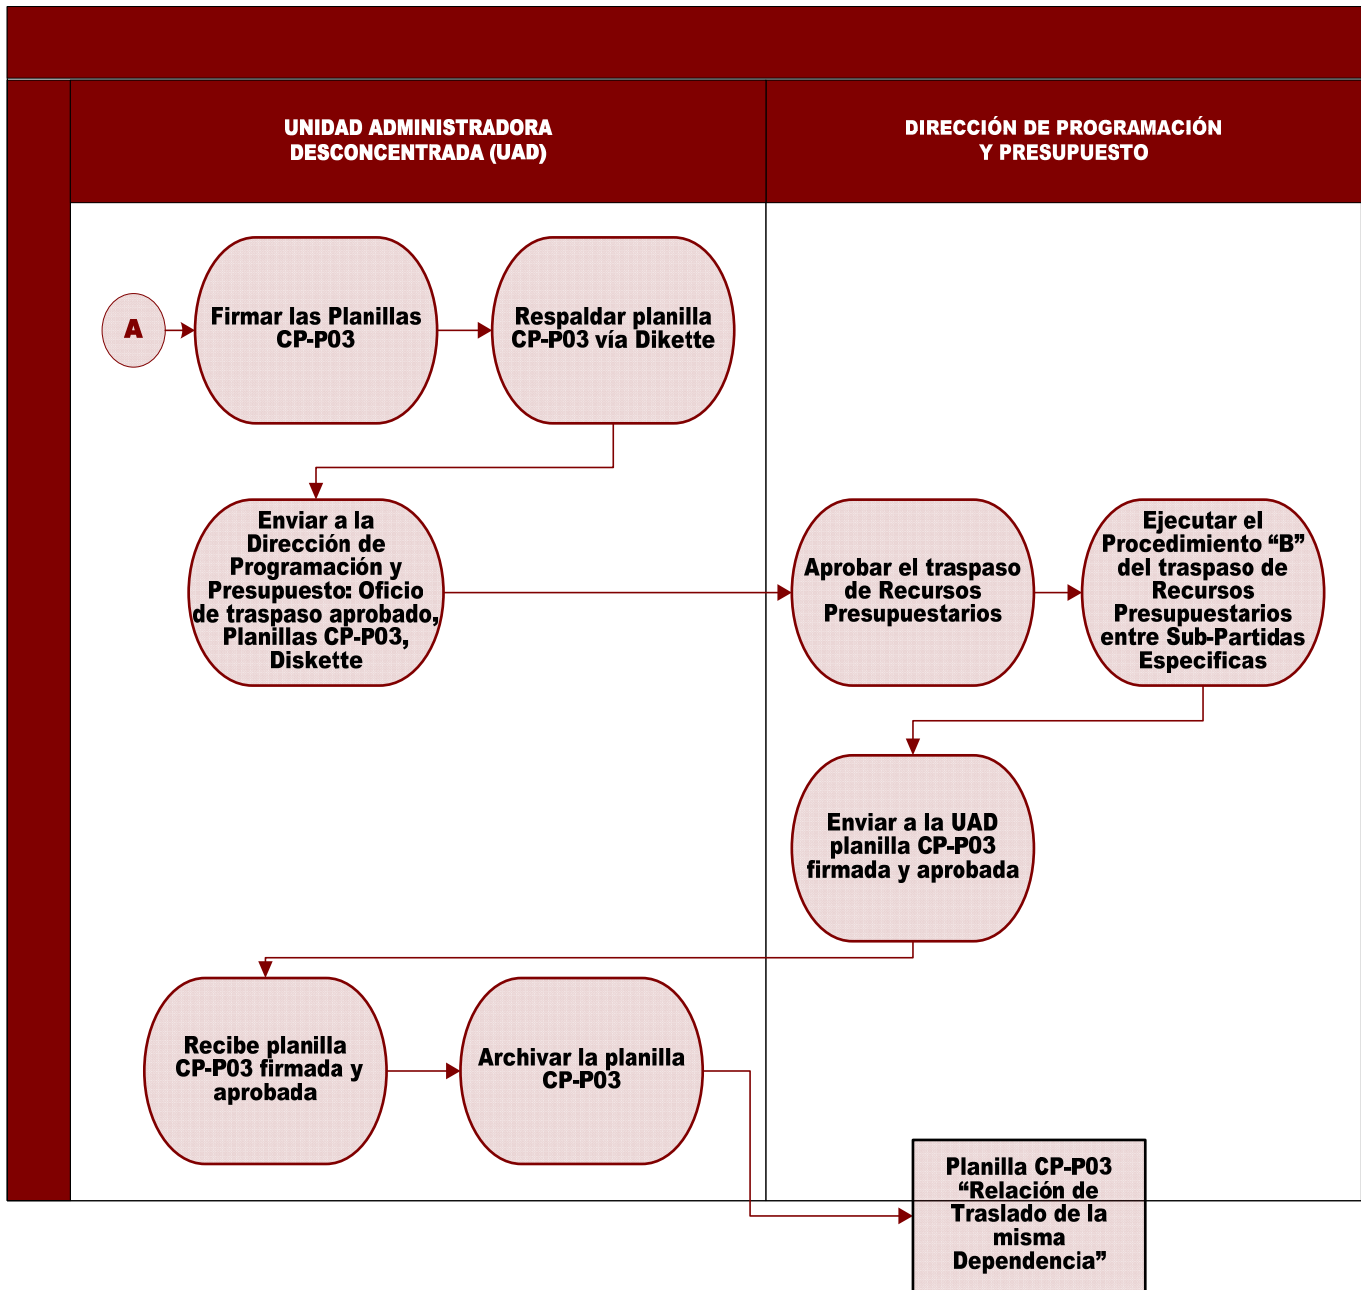 UNIDAD ADMINISTRADORA
DESCONCENTRADA (UAD)
DIRECCIÓN DE PROGRAMACIÓN
Y PRESUPUESTO
A
Firmar las Planillas
CP-P03
Respaldar planilla
CP-P03 vía Dikette
Enviar a la
Dirección de
Programación y
Presupuesto: Oficio
de traspaso aprobado,
Planillas CP-P03,
Diskette
Aprobar el traspaso
de Recursos
Presupuestarios
Ejecutar el
Procedimiento “B”
del traspaso de
Recursos
Presupuestarios
entre Sub-Partidas
Especificas
Enviar a la UAD
planilla CP-P03
firmada y aprobada
Recibe planilla
CP-P03 firmada y
aprobada
Archivar la planilla
CP-P03
Planilla CP-P03
“Relación de
Traslado de la
misma
Dependencia”